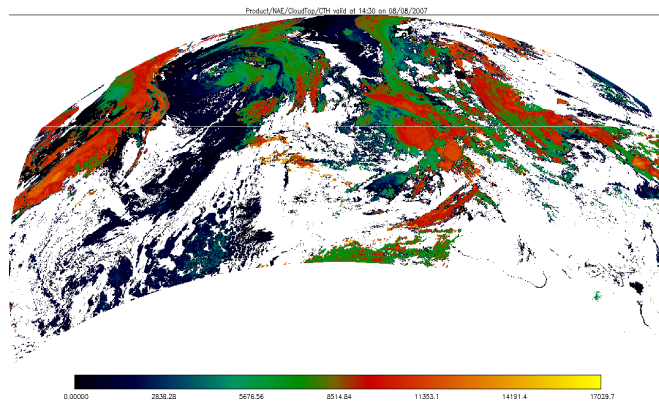 Product/NAE/CloudTop/CTH valid at 14:30 on 08/08/2007
0.00000 2838.28 5676.56 8514.84 11353.1 14191.4 17029.7